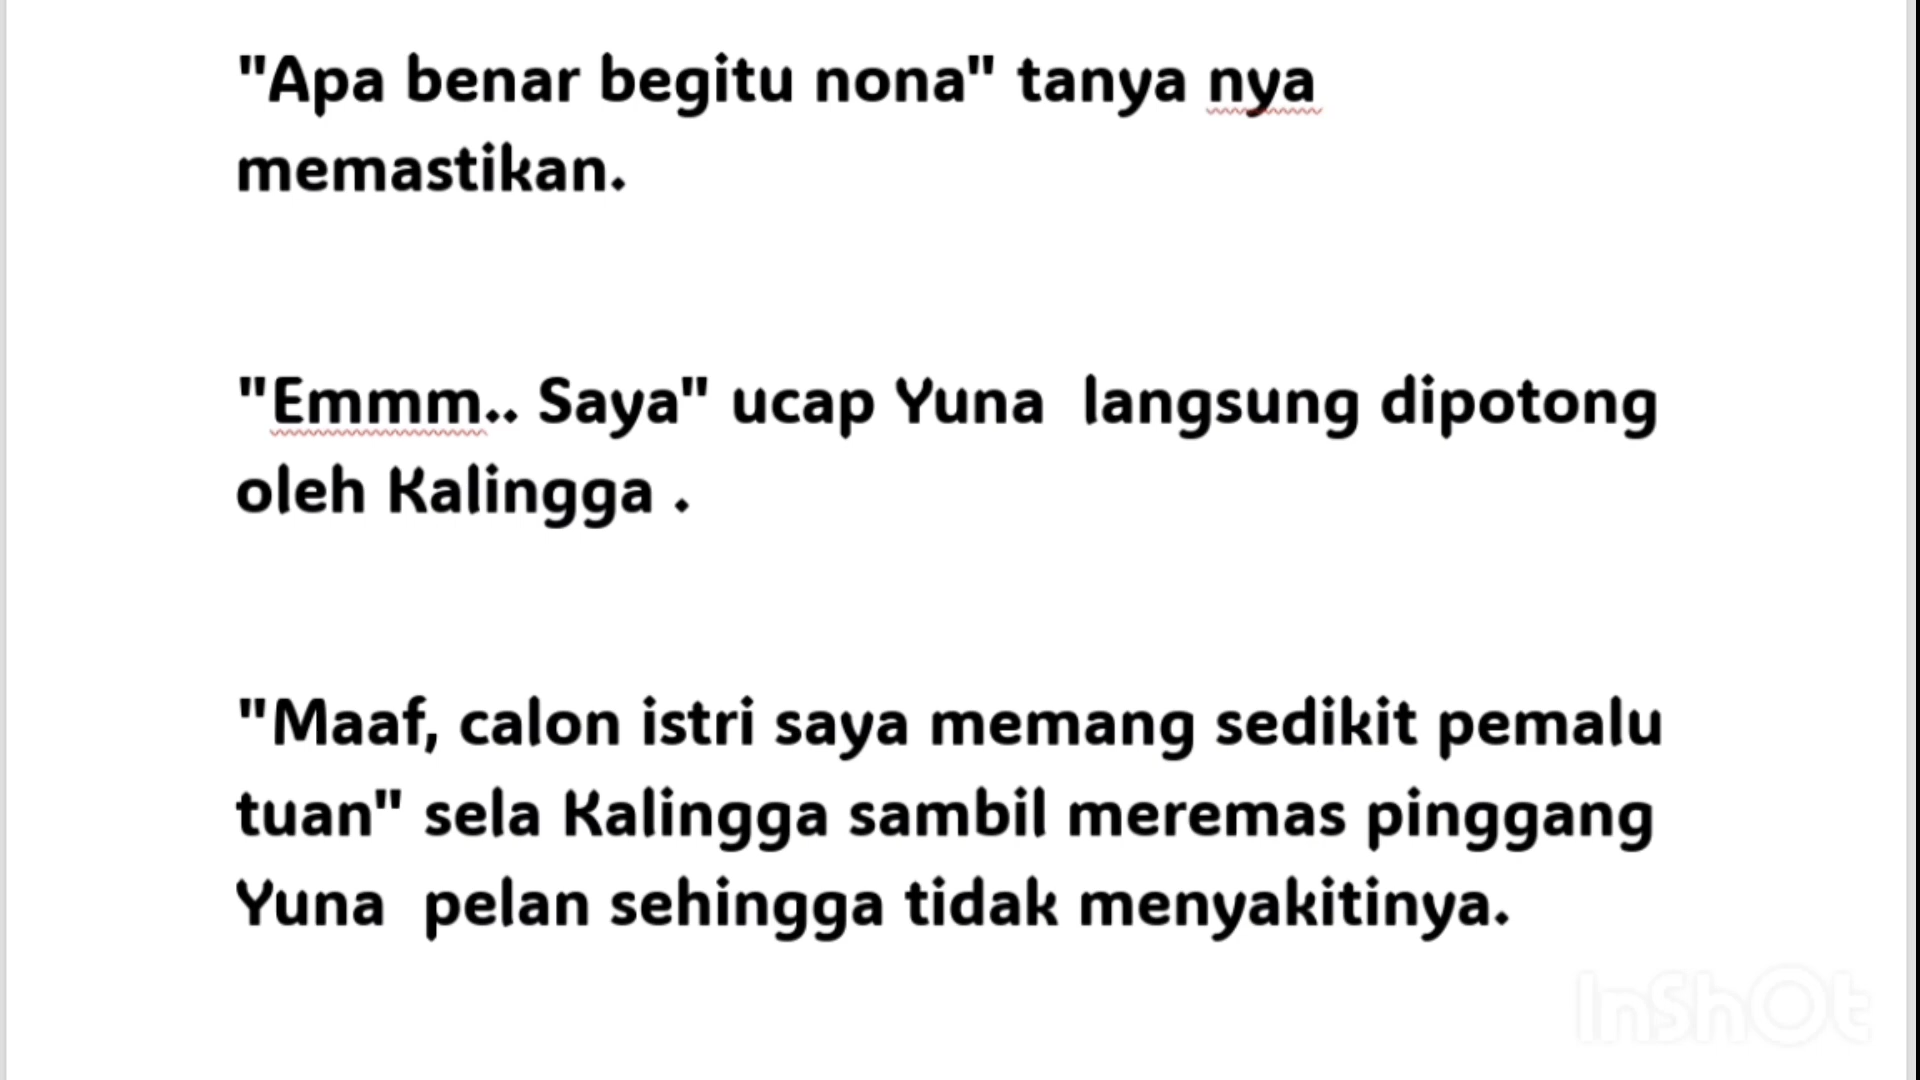 "Apa benar begitu nona" tanya nya
memastikan.
"Emmm.. Saya" ucap Yuna  langsung dipotong
oleh Kalingga .
"Maaf, calon istri saya memang sedikit pemalu
tuan" sela Kalingga sambil meremas pinggang
Yuna  pelan sehingga tidak menyakitinya.
InShOt